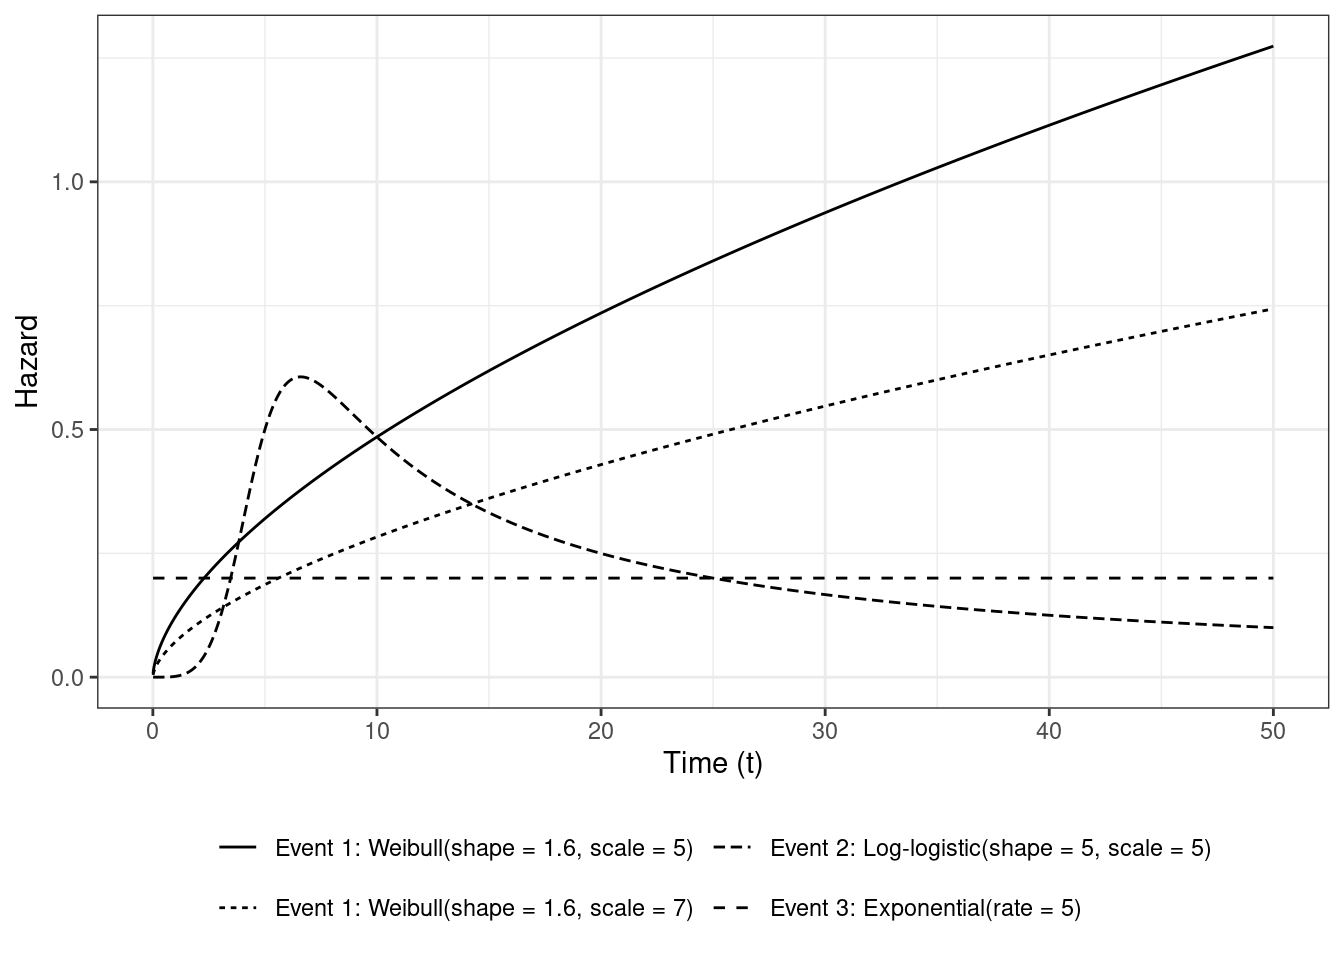 Hazard
1.0
0.5
0.0
0 10 20 30 40 50
Time (t)
Event 1: Weibull(shape = 1.6, scale = 5) Event 2: Log-logistic(shape = 5, scale = 5)
Event 1: Weibull(shape = 1.6, scale = 7) Event 3: Exponential(rate = 5)